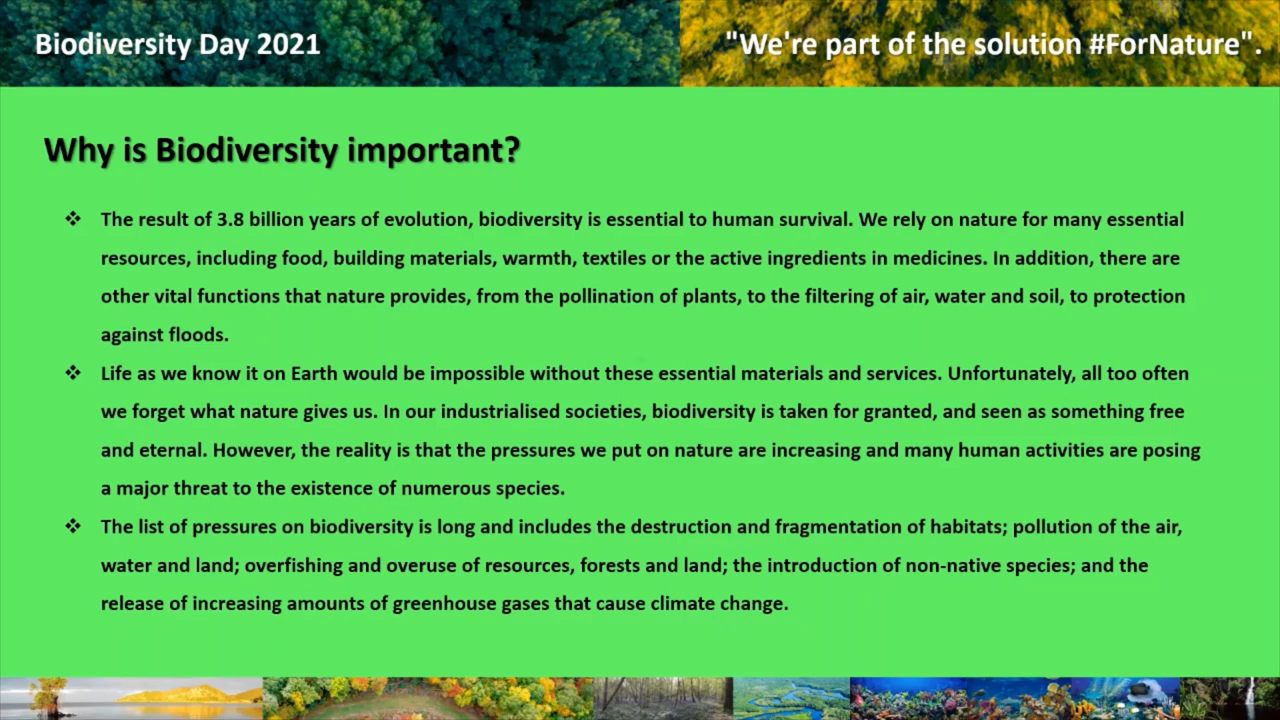 Biodiversity Day 2021
"We're part of the solution #ForNature".
Why is Biodiversity important?
❖ The result of 3.8 billion years of evolution, biodiversity is essential to human survival. We rely on nature for many essential
resources, including food, building materials, warmth, textiles or the active ingredients in medicines. In addition, there are
other vital functions that nature provides, from the pollination of plants, to the filtering of air, water and soil, to protection
against floods.
❖ Life as we know it on Earth would be impossible without these essential materials and services. Unfortunately, all too often
we forget what nature gives us. In our industrialised societies, biodiversity is taken for granted, and seen as something free
and eternal. However, the reality is that the pressures we put on nature are increasing and many human activities are posing
a major threat to the existence of numerous species.
❖ The list of pressures on biodiversity is long and includes the destruction and fragmentation of habitats; pollution of the air,
water and land; overfishing and overuse of resources, forests and land; the introduction of non-native species; and the
release of increasing amounts of greenhouse gases that cause climate change.